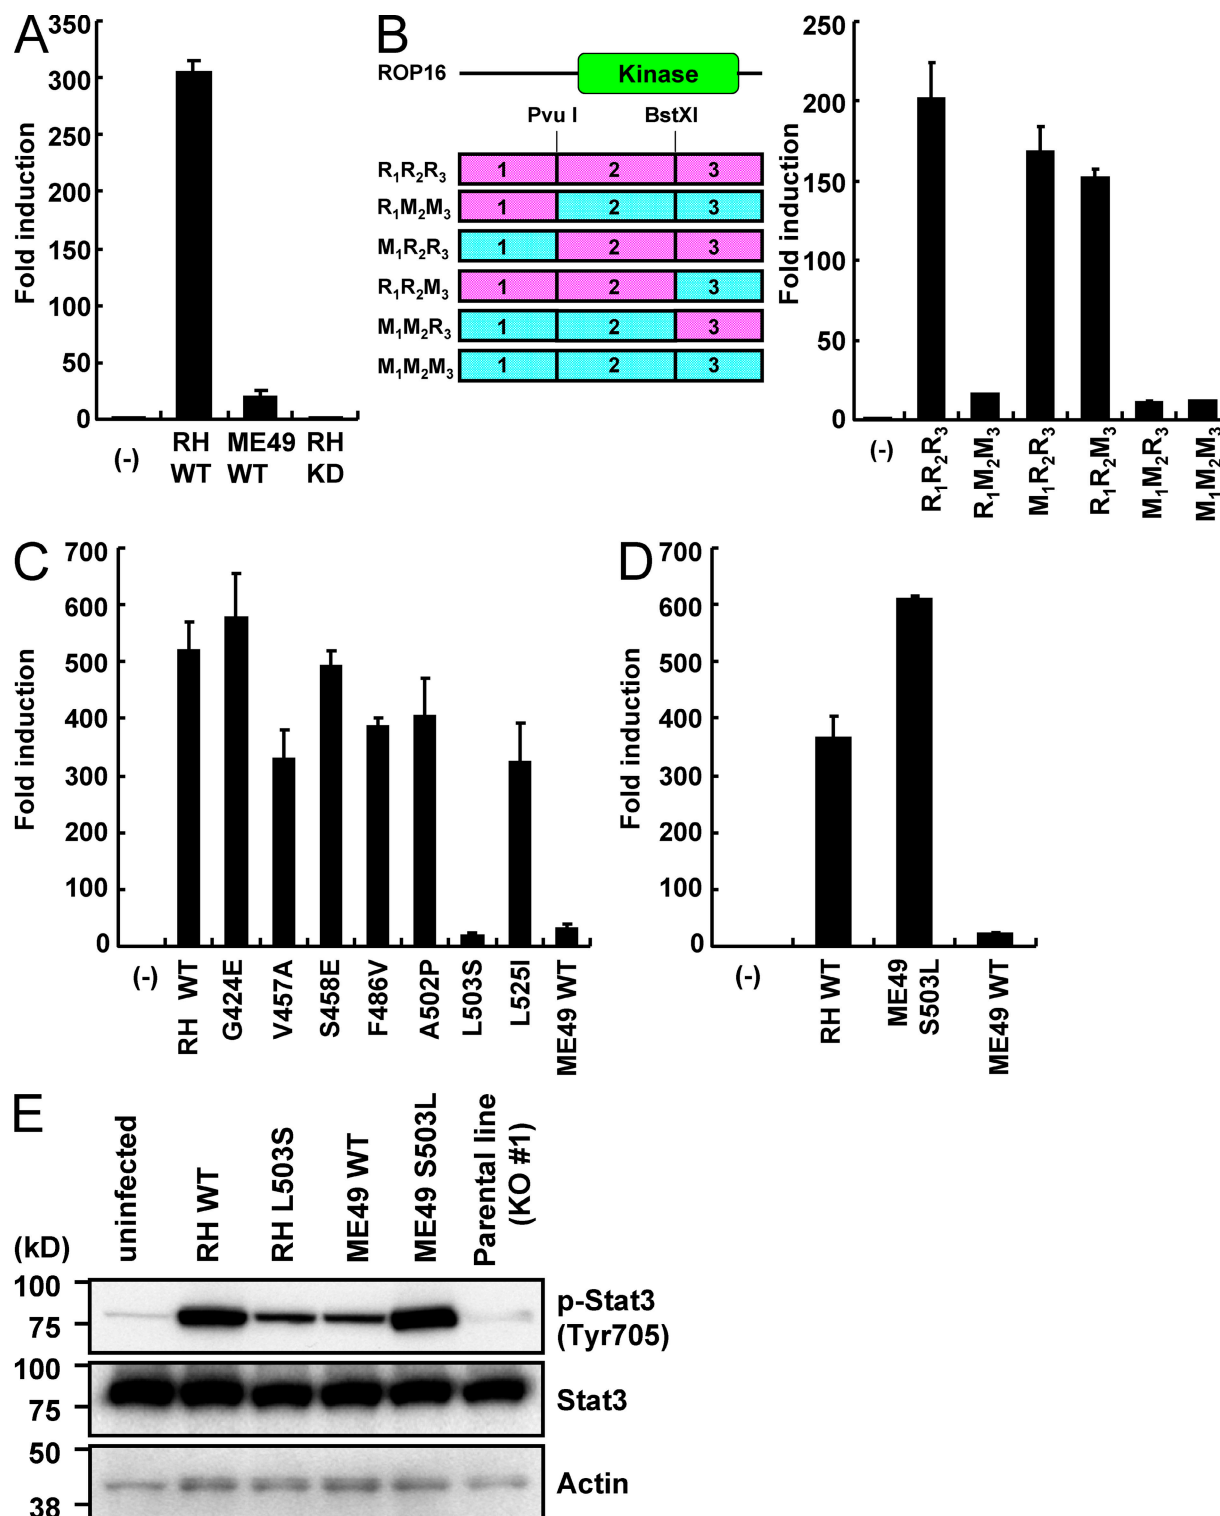 A
Fold induction
350
300
250
200
150
100
50
0
(-)
RH WT
ME49 WT
RH KD
B
ROP16
Kinase
Pvu I
BstXI
R1R2R3 1 2 3
R1M2M3 1 2 3
M1R2R3 1 2 3
R1R2M3 1 2 3
M1M2R3 1 2 3
M1M2M3 1 2 3
Fold induction
250
200
150
100
50
0
(-)
R1R2R3
R1M2M3
M1R2R3
R1R2M3
M1M2R3
M1M2M3
C
Fold induction
700
600
500
400
300
200
100
0
(-)
RH WT
G424E
V457A
S458E
F486V
A502P
L503S
L525I
ME49 WT
D
Fold induction
700
600
500
400
300
200
100
0
(-)
RH WT
ME49
S503L
ME49 WT
E
uninfected
RH WT
RH L503S
ME49 WT
ME49 S503L
Parental line
(KO #1)
(kD)
100
75
p-Stat3
(Tyr705)
100
75
Stat3
50
38
Actin